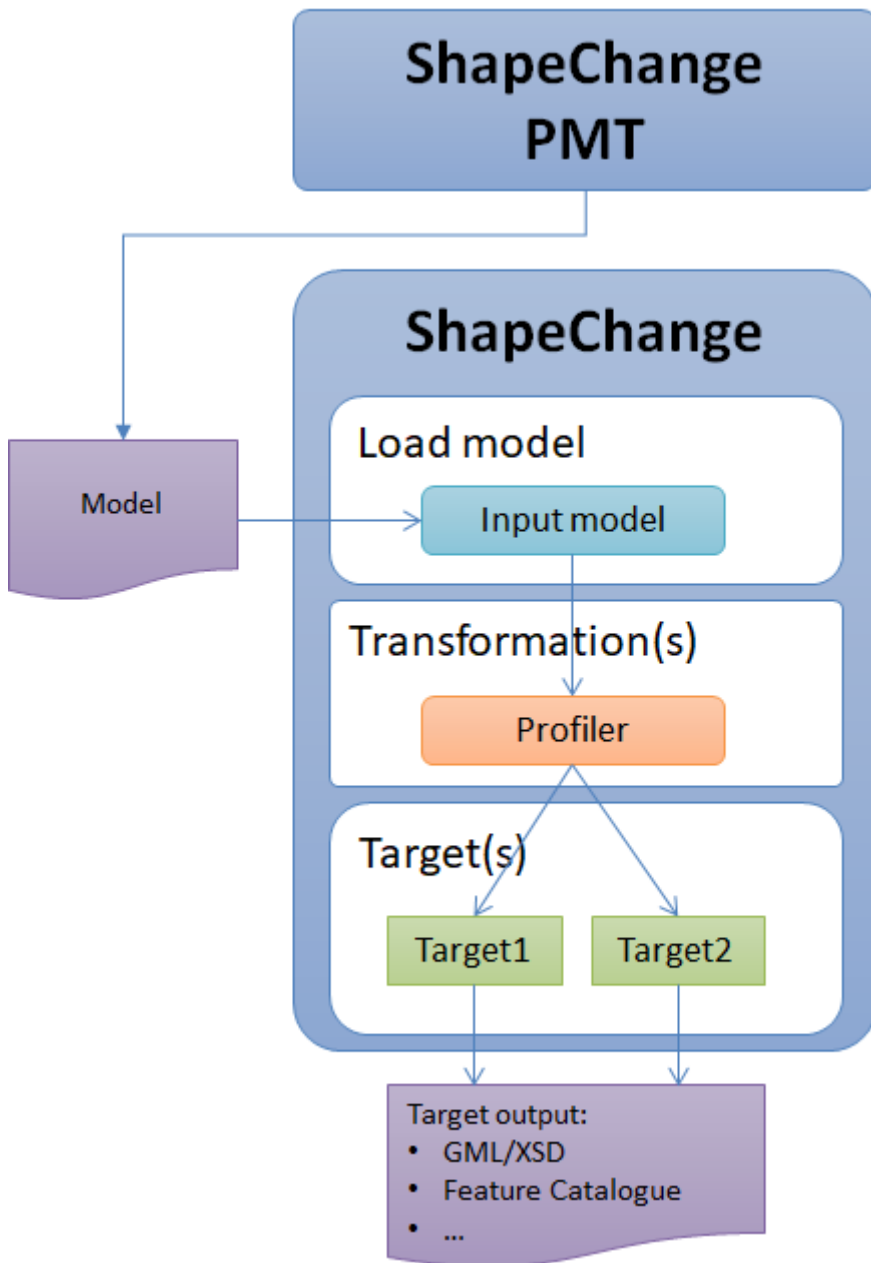 ShapeChange
PMT
ShapeChange
Load model
Model
Input model
Transformation(s)
Profiler
Target(s)
Target1
Target2
Target output:
• GML/XSD
• Feature Catalogue
• ...